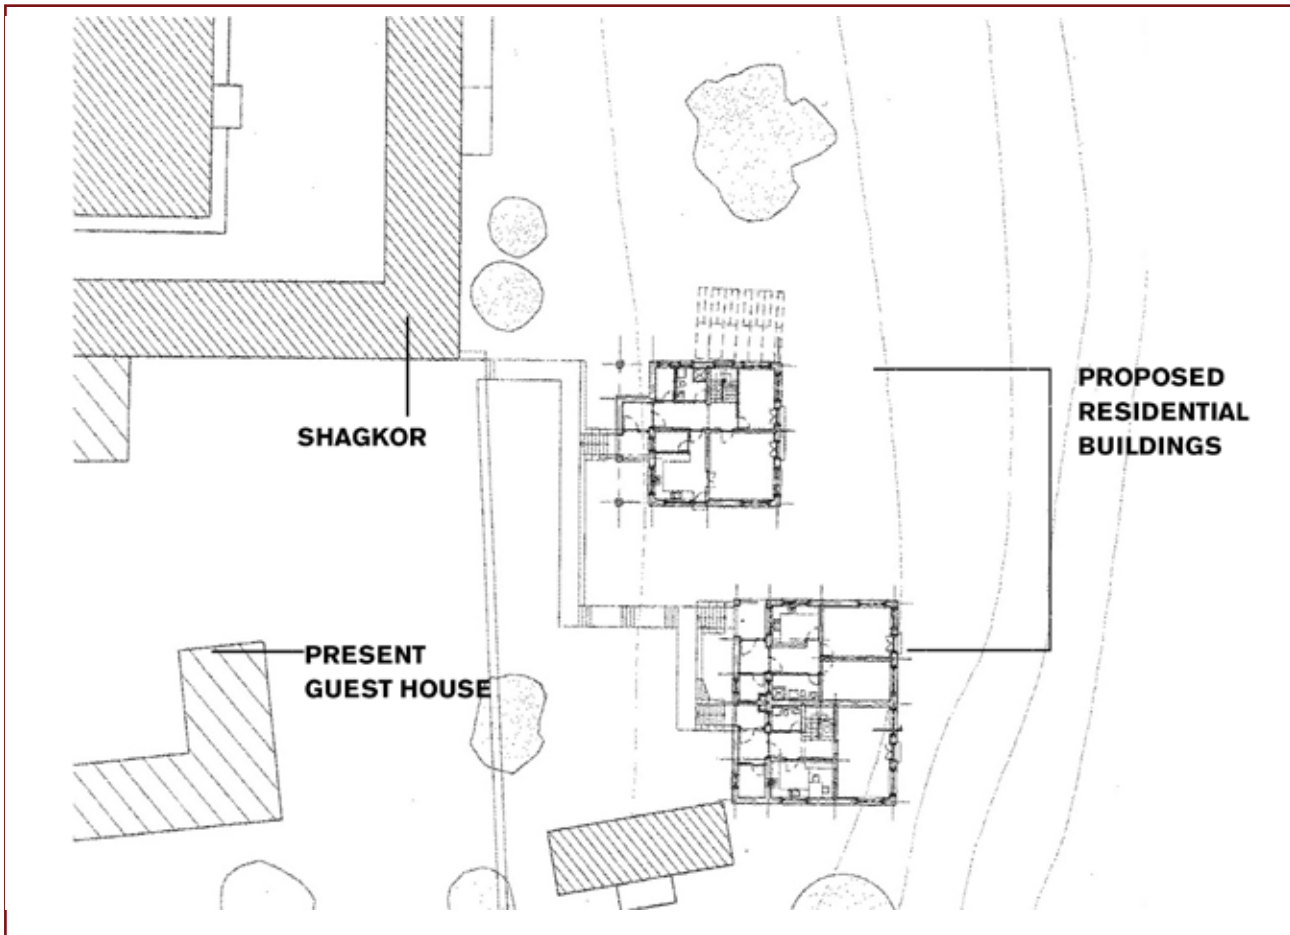 SHAGKOR
PROPOSED
RESIDENTIAL
BUILDINGS
PRESENT
GUEST HOUSE